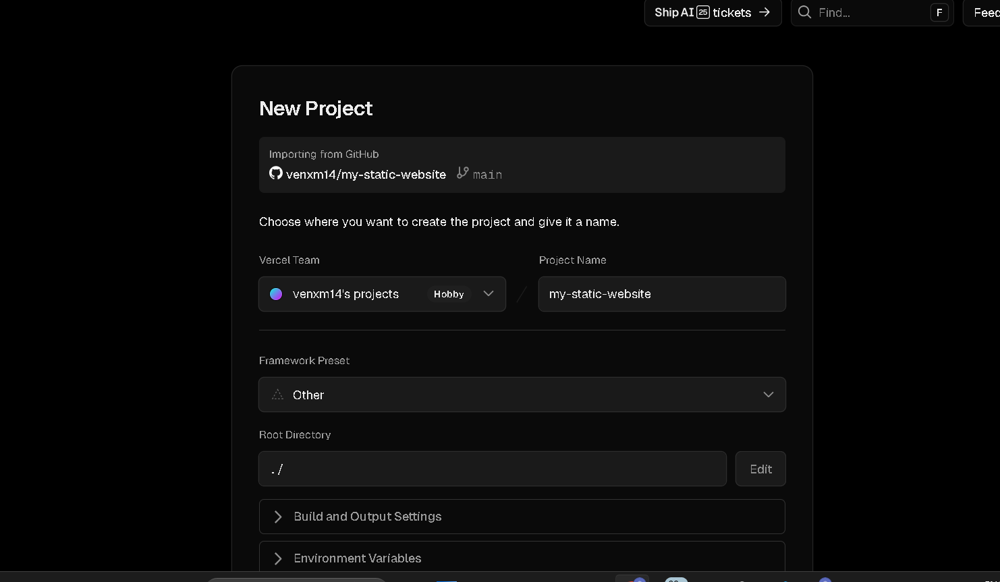 Ship AI 25 tickets →
Find...
F
New Project
Importing from GitHub
venxm14/my-static-website main
Choose where you want to create the project and give it a name.
Vercel Team
Project Name
venxm14's projects Hobby
/
my-static-website
Framework Preset
Other
Root Directory
./
Edit
Build and Output Settings
Environment Variables